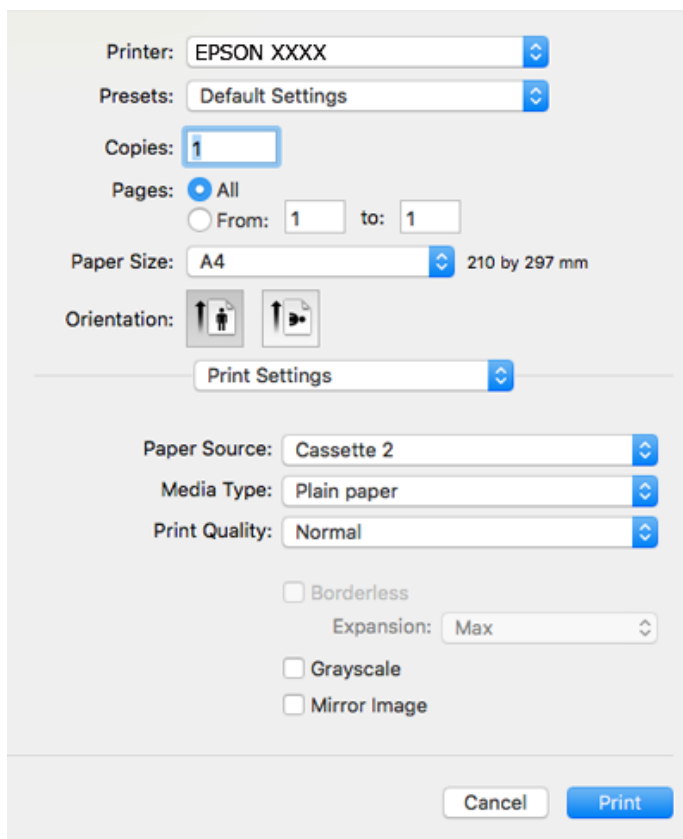 Printer: EPSON XXXX
Presets: Default Settings
Copies: 1
Pages: All
From: 1 to: 1
Paper Size: A4 210 by 297 mm
Orientation:
Print Settings
Paper Source: Cassette 2
Media Type: Plain paper
Print Quality: Normal
Borderless
Expansion: Max
Grayscale
Mirror Image
Cancel Print